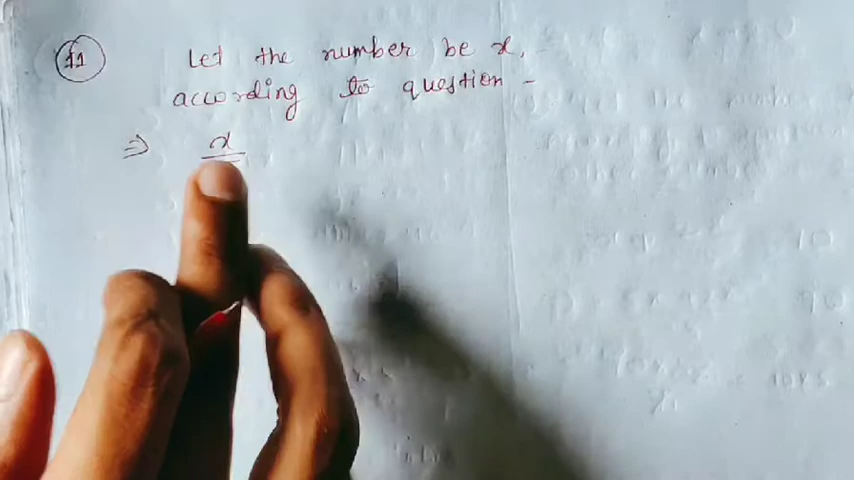 11
Let the number be x,
according to question -
⇒ x